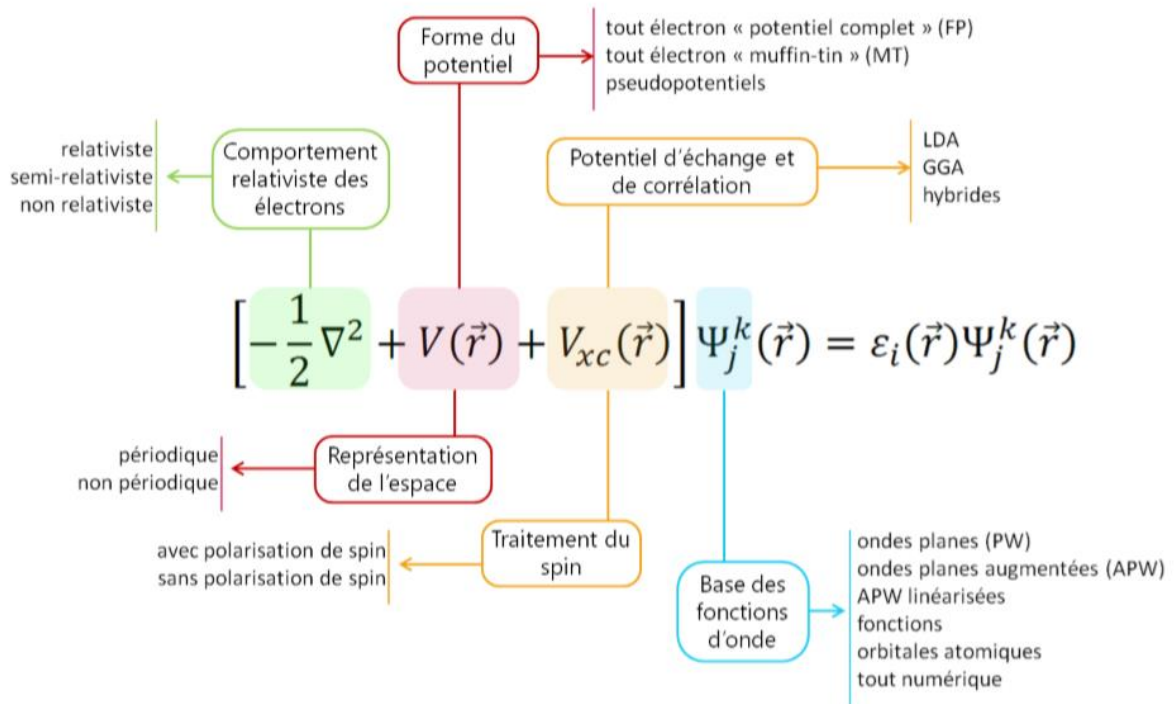 Forme du
potentiel
tout électron « potentiel complet » (FP)
tout électron « muffin-tin » (MT)
pseudopotentiels
relativiste
semi-relativiste
non relativiste
Comportement
relativiste des
électrons
Potentiel d'échange et
de corrélation
LDA
GGA
hybrides
[-1/2 ∇² + V(r⃗) + V_xc(r⃗)] Ψ_j^k(r⃗) = ε_i(r⃗)Ψ_j^k(r⃗)
périodique
non périodique
Représentation
de l'espace
avec polarisation de spin
sans polarisation de spin
Traitement du
spin
Base des
fonctions
d'onde
ondes planes (PW)
ondes planes augmentées (APW)
APW linéarisées
fonctions
orbitales atomiques
tout numérique